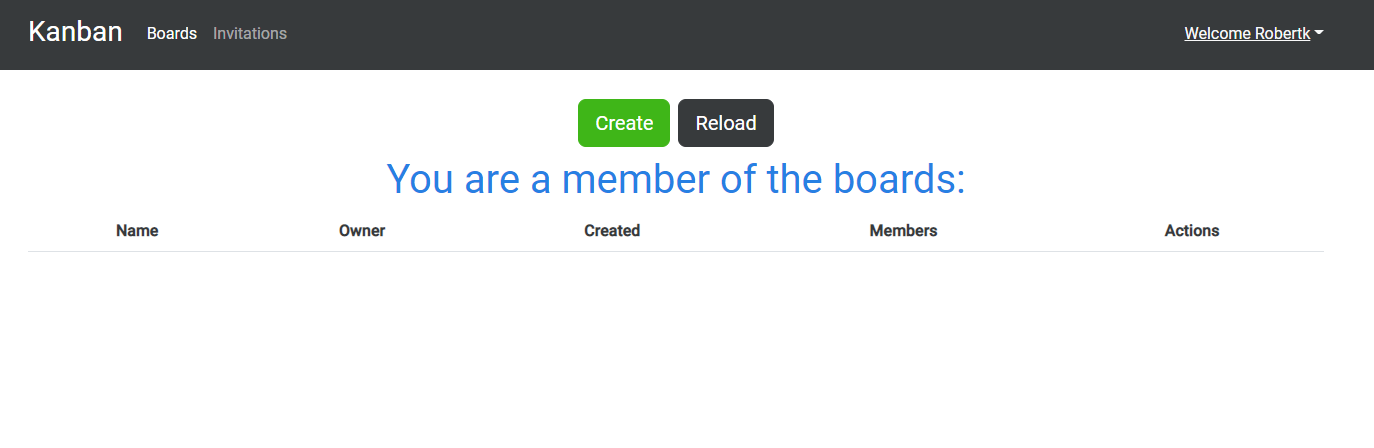 Kanban Boards Invitations Welcome Robertk
Create Reload
You are a member of the boards:
Name Owner Created Members Actions